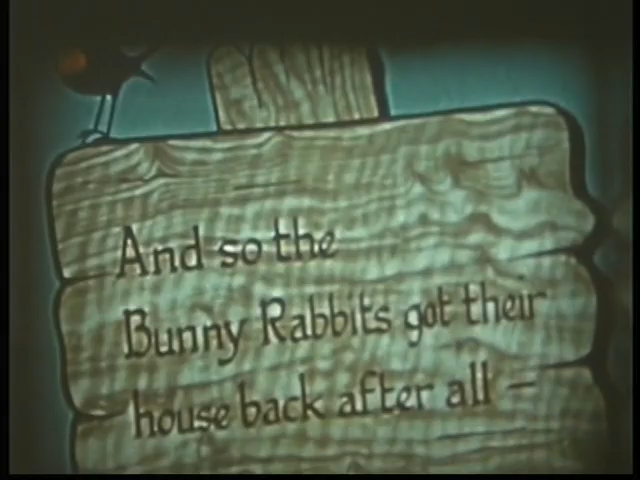 And so the
Bunny Rabbits got their
house back after all –